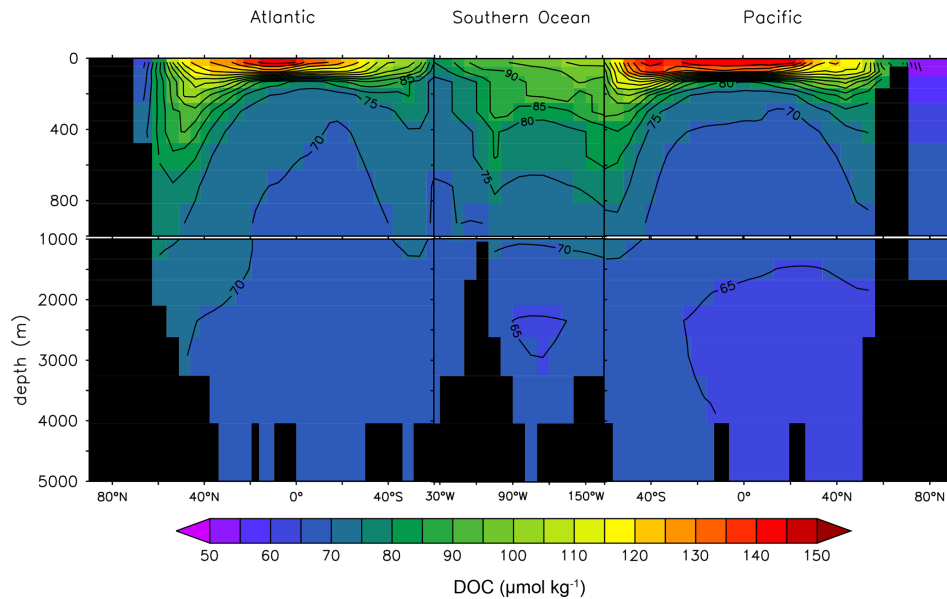 Atlantic Southern Ocean Pacific
0
400
800
1000
2000
3000
4000
5000
depth (m)
90 85 80
75 85 75
80 70
70 75
70 70
65
65
80°N 40°N 0° 40°S 30°W 90°W 150°W 40°S 0° 40°N 80°N
50 60 70 80 90 100 110 120 130 140 150
DOC (μmol kg⁻¹)